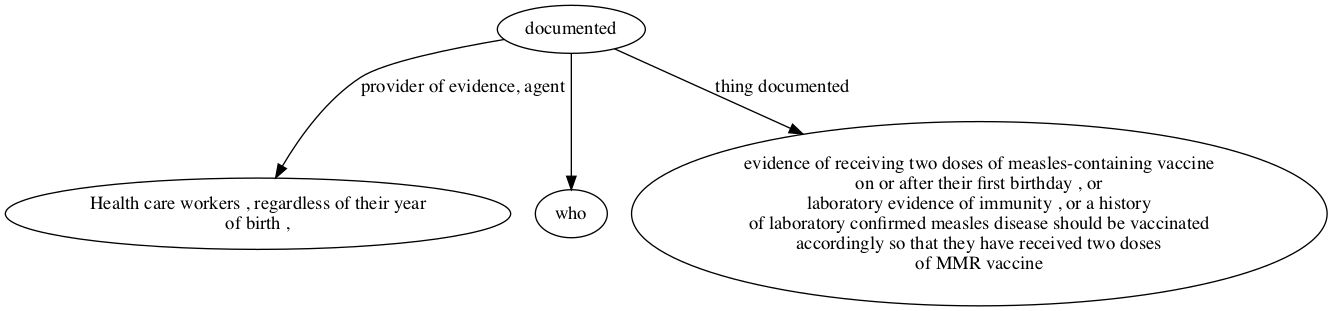 documented
provider of evidence, agent
thing documented
Health care workers , regardless of their year
of birth ,
who
evidence of receiving two doses of measles-containing vaccine
on or after their first birthday , or
laboratory evidence of immunity , or a history
of laboratory confirmed measles disease should be vaccinated
accordingly so that they have received two doses
of MMR vaccine